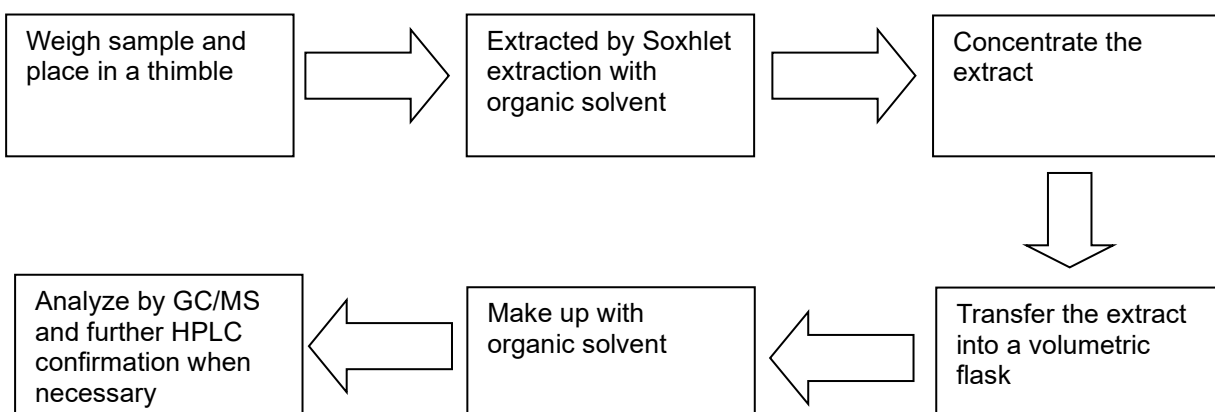 Weigh sample and
place in a thimble
Extracted by Soxhlet
extraction with
organic solvent
Concentrate the
extract
Transfer the extract
into a volumetric
flask
Make up with
organic solvent
Analyze by GC/MS
and further HPLC
confirmation when
necessary